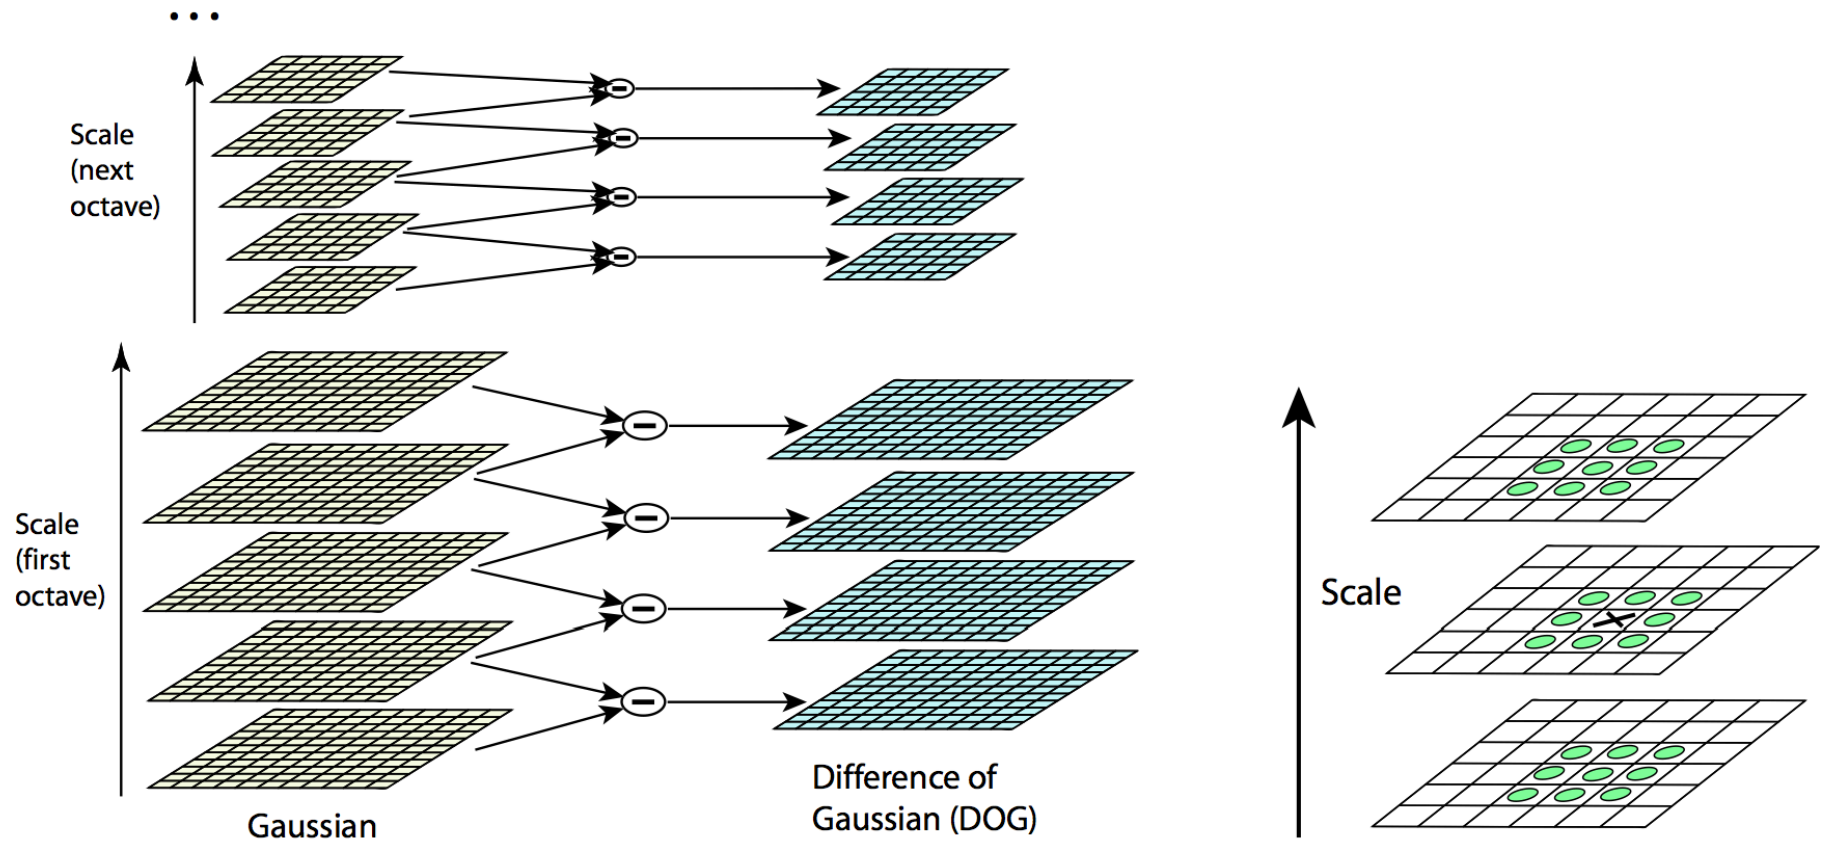 ...
Scale
(next
octave)
Scale
(first
octave)
Gaussian
Difference of
Gaussian (DOG)
Scale